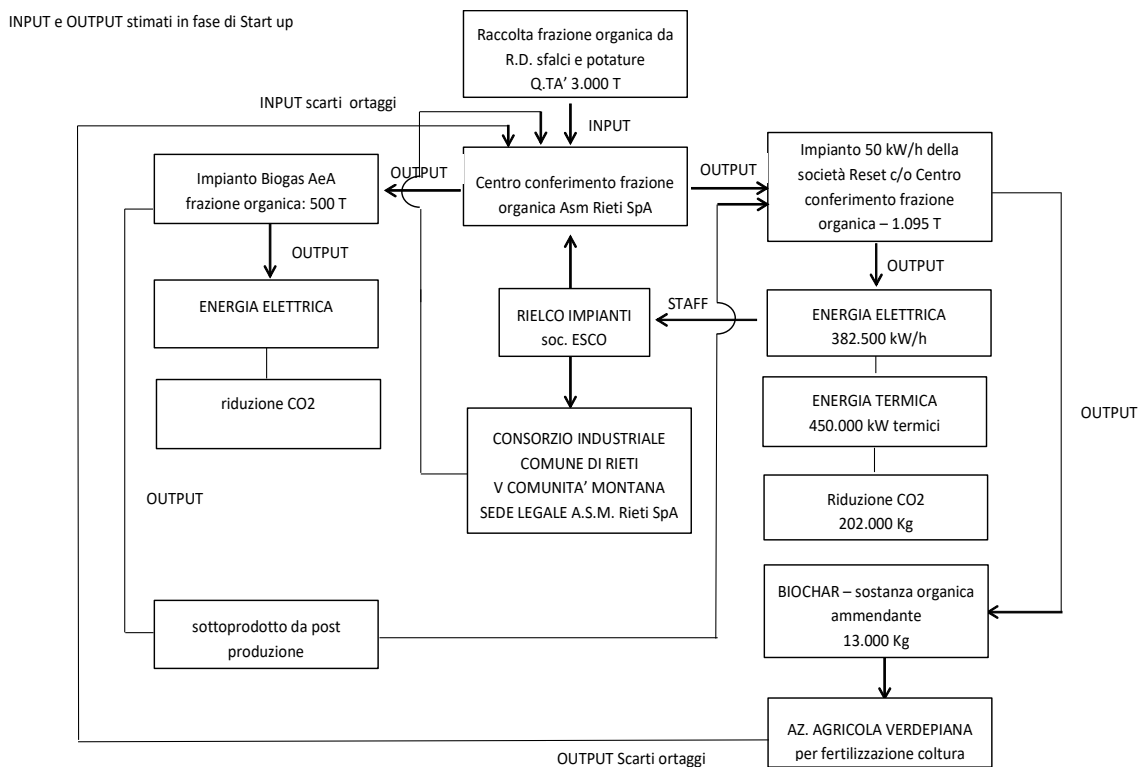 INPUT e OUTPUT stimati in fase di Start up
Raccolta frazione organica da
R.D. sfalci e potature
Q.TA’ 3.000 T
INPUT scarti ortaggi
INPUT
Impianto Biogas AeA
frazione organica: 500 T
OUTPUT
Centro conferimento frazione
organica Asm Rieti SpA
OUTPUT
Impianto 50 kW/h della
società Reset c/o Centro
conferimento frazione
organica – 1.095 T
OUTPUT
OUTPUT
ENERGIA ELETTRICA
RIELCO IMPIANTI
soc. ESCO
STAFF
ENERGIA ELETTRICA
382.500 kW/h
riduzione CO2
ENERGIA TERMICA
450.000 kW termici
OUTPUT
CONSORZIO INDUSTRIALE
COMUNE DI RIETI
V COMUNITA’ MONTANA
SEDE LEGALE A.S.M. Rieti SpA
OUTPUT
Riduzione CO2
202.000 Kg
sottoprodotto da post
produzione
BIOCHAR – sostanza organica
ammendante
13.000 Kg
AZ. AGRICOLA VERDEPIANA
per fertilizzazione coltura
OUTPUT Scarti ortaggi